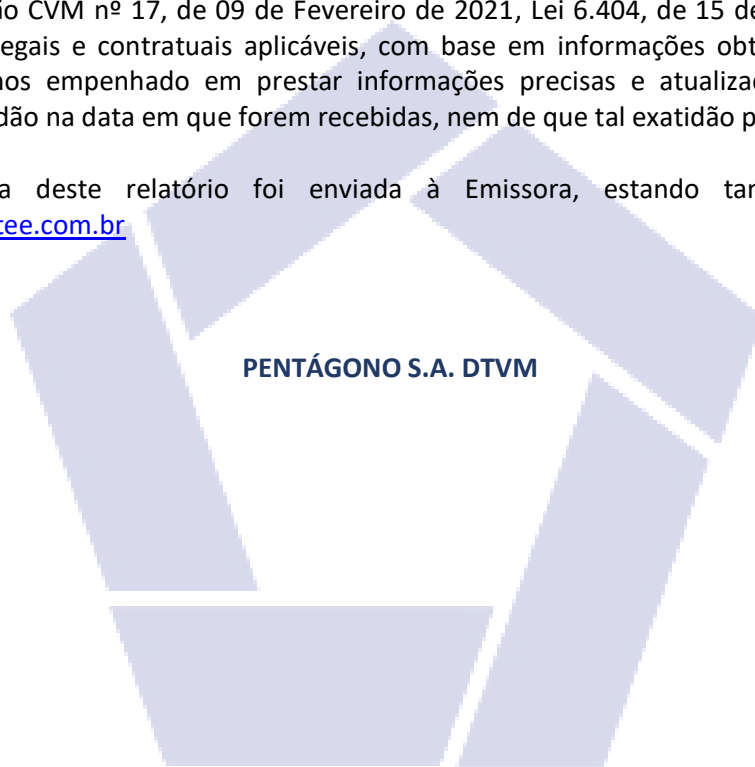 ão CVM nº 17, de 09 de Fevereiro de 2021, Lei 6.404, de 15 de
egais e contratuais aplicáveis, com base em informações obt
nos empenhado em prestar informações precisas e atualizad
dão na data em que forem recebidas, nem de que tal exatidão p
a deste relatório foi enviada à Emissora, estando tar
tee.com.br
PENTÁGONO S.A. DTVM